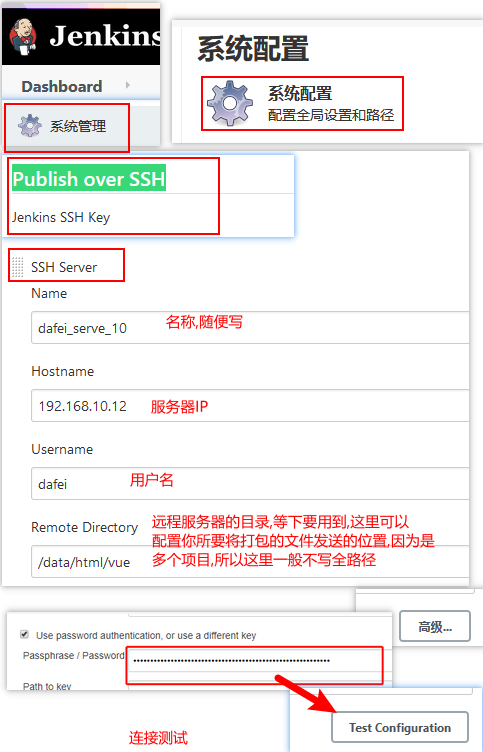 Jenkins
Dashboard
系统管理
系统配置
系统配置
配置全局设置和路径
Publish over SSH
Jenkins SSH Key
SSH Server
Name
dafei_serve_10
名称,随便写
Hostname
192.168.10.12
服务器IP
Username
dafei
用户名
Remote Directory
远程服务器的目录,等下要用到,这里可以
配置你所要将打包的文件发送的位置,因为是
多个项目,所以这里一般不写全路径
/data/html/vue
高级...
Use password authentication, or use a different key
Passphrase / Password
Path to key
Test Configuration
连接测试